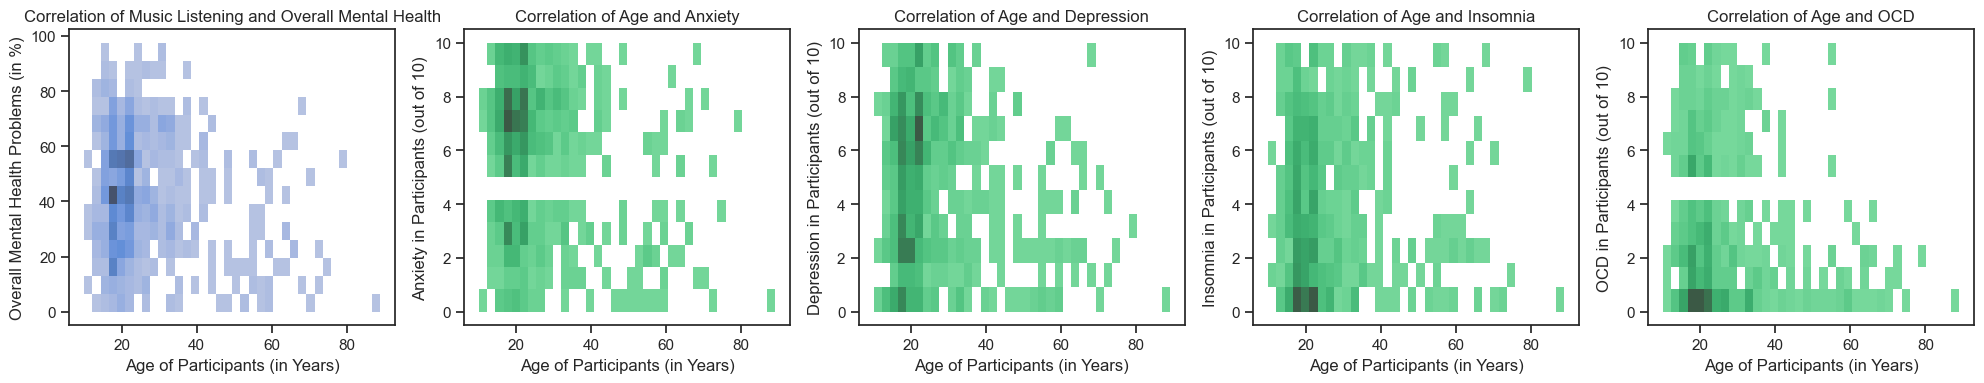 Correlation of Music Listening and Overall Mental Health
Overall Mental Health Problems (in %)
100
80
60
40
20
0
20 40 60 80
Age of Participants (in Years)
Correlation of Age and Anxiety
Anxiety in Participants (out of 10)
10
8
6
4
2
0
20 40 60 80
Age of Participants (in Years)
Correlation of Age and Depression
Depression in Participants (out of 10)
10
8
6
4
2
0
20 40 60 80
Age of Participants (in Years)
Correlation of Age and Insomnia
Insomnia in Participants (out of 10)
10
8
6
4
2
0
20 40 60 80
Age of Participants (in Years)
Correlation of Age and OCD
OCD in Participants (out of 10)
10
8
6
4
2
0
20 40 60 80
Age of Participants (in Years)